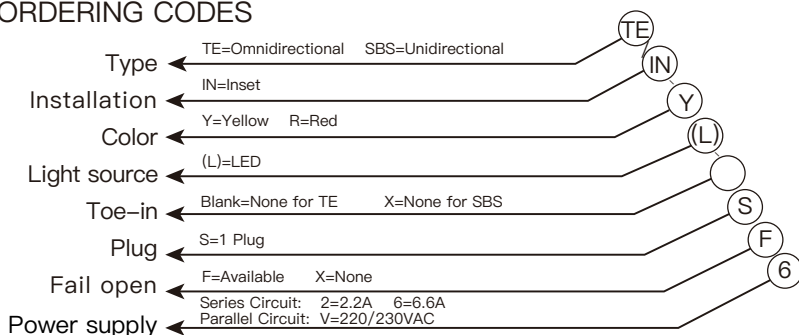 ORDERING CODES
TE
TE=Omnidirectional SBS=Unidirectional
Type
IN
IN=Inset
Installation
Y
Y=Yellow R=Red
Color
(L)
(L)=LED
Light source
Blank=None for TE X=None for SBS
Toe-in
S
S=1 Plug
Plug
F
F=Available X=None
Fail open
6
Series Circuit: 2=2.2A 6=6.6A
Parallel Circuit: V=220/230VAC
Power supply